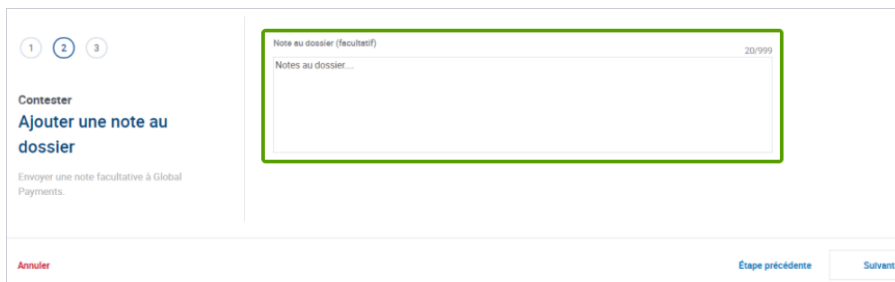 1 2 3
Contester
Ajouter une note au
dossier
Envoyer une note facultative à Global
Payments.
Note au dossier (facultatif)
20/999
Notes au dossier...
Annuler
Étape précédente
Suivant